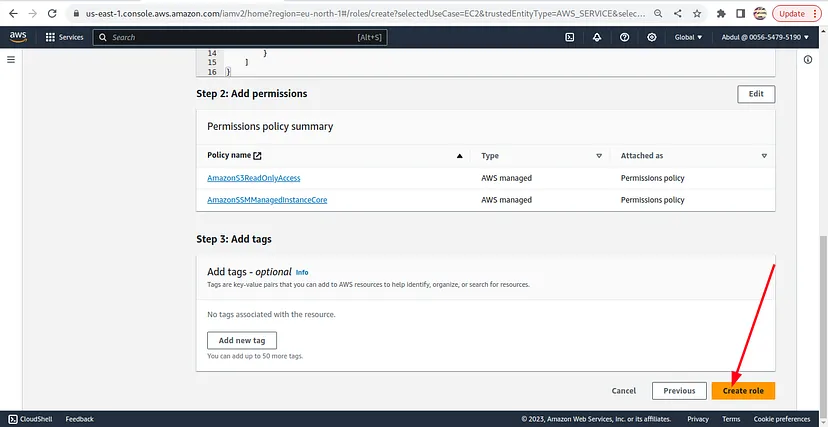 us-east-1.console.aws.amazon.com/iamv2/home?region=eu-north-1#/roles/create?selectedUseCase=EC2&trustedEntityType=AWS_SERVICE&selec...
Update
aws
Services
Search
[Alt+S]
Global
Abdul @ 0056-5479-5190
14 }
15 ]
16 }
Step 2: Add permissions
Edit
Permissions policy summary
Policy name Type Attached as
AmazonS3ReadOnlyAccess AWS managed Permissions policy
AmazonSSMManagedInstanceCore AWS managed Permissions policy
Step 3: Add tags
Add tags - optional Info
Tags are key-value pairs that you can add to AWS resources to help identify, organize, or search for resources.
No tags associated with the resource.
Add new tag
You can add up to 50 more tags.
Cancel Previous Create role
CloudShell Feedback © 2023, Amazon Web Services, Inc. or its affiliates. Privacy Terms Cookie preferences